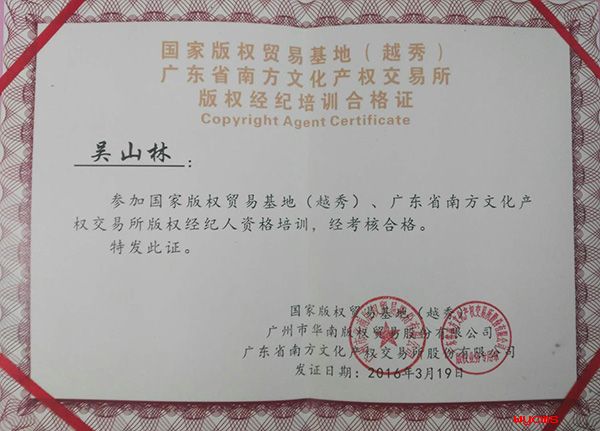 国家版权贸易基地（越秀）
广东省南方文化产权交易所
版权经纪培训合格证
Copyright Agent Certificate
吴山林：
参加国家版权贸易基地（越秀）、广东省南方文化产
权交易所版权经纪人资格培训，经考核合格。
特发此证。
国家版权贸易基地（越秀）
广州市华南版权贸易股份有限公司
广东省南方文化产权交易所股份有限公司
发证日期：2016年3月19日